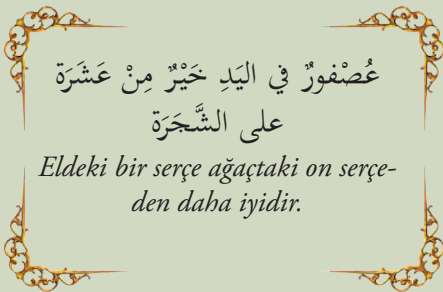 عُصْفورٌ في اليَدِ خَيْرٌ مِنْ عَشَرَة
على الشَّجَرَة
Eldeki bir serçe ağaçtaki on serçe-
den daha iyidir.